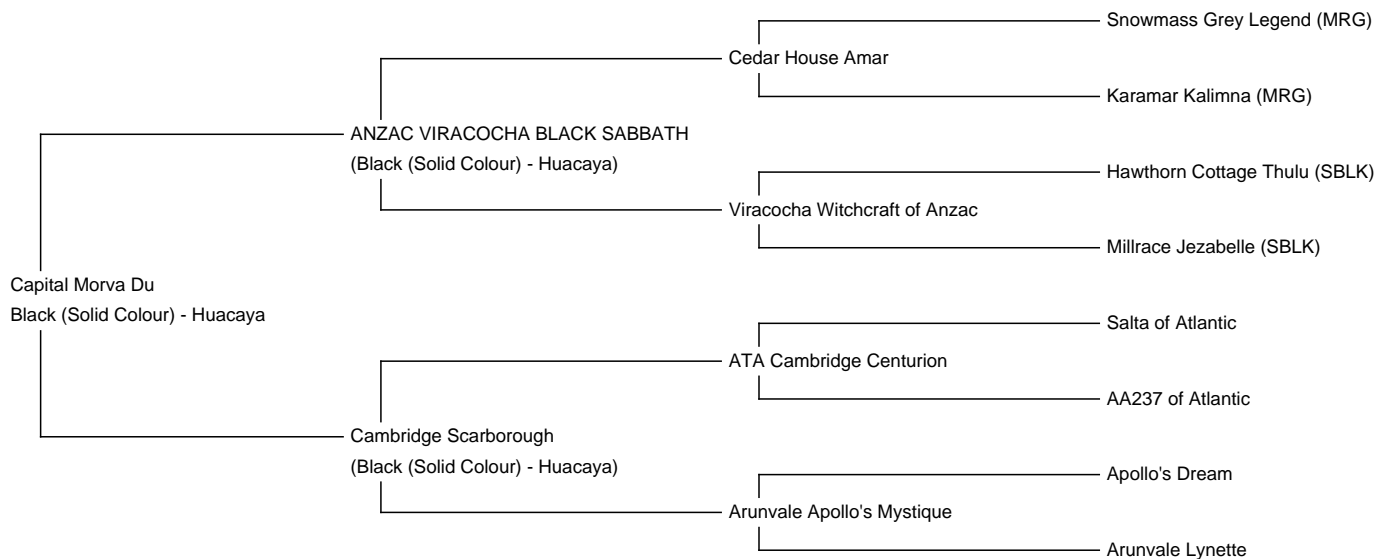 Snowmass Grey Legend (MRG)
Cedar House Amar
Karamar Kalimna (MRG)
ANZAC VIRACOCHA BLACK SABBATH
(Black (Solid Colour) - Huacaya)
Hawthorn Cottage Thulu (SBLK)
Viracocha Witchcraft of Anzac
Millrace Jezabelle (SBLK)
Capital Morva Du
Black (Solid Colour) - Huacaya
Salta of Atlantic
ATA Cambridge Centurion
AA237 of Atlantic
Cambridge Scarborough
(Black (Solid Colour) - Huacaya)
Apollo's Dream
Arunvale Apollo's Mystique
Arunvale Lynette